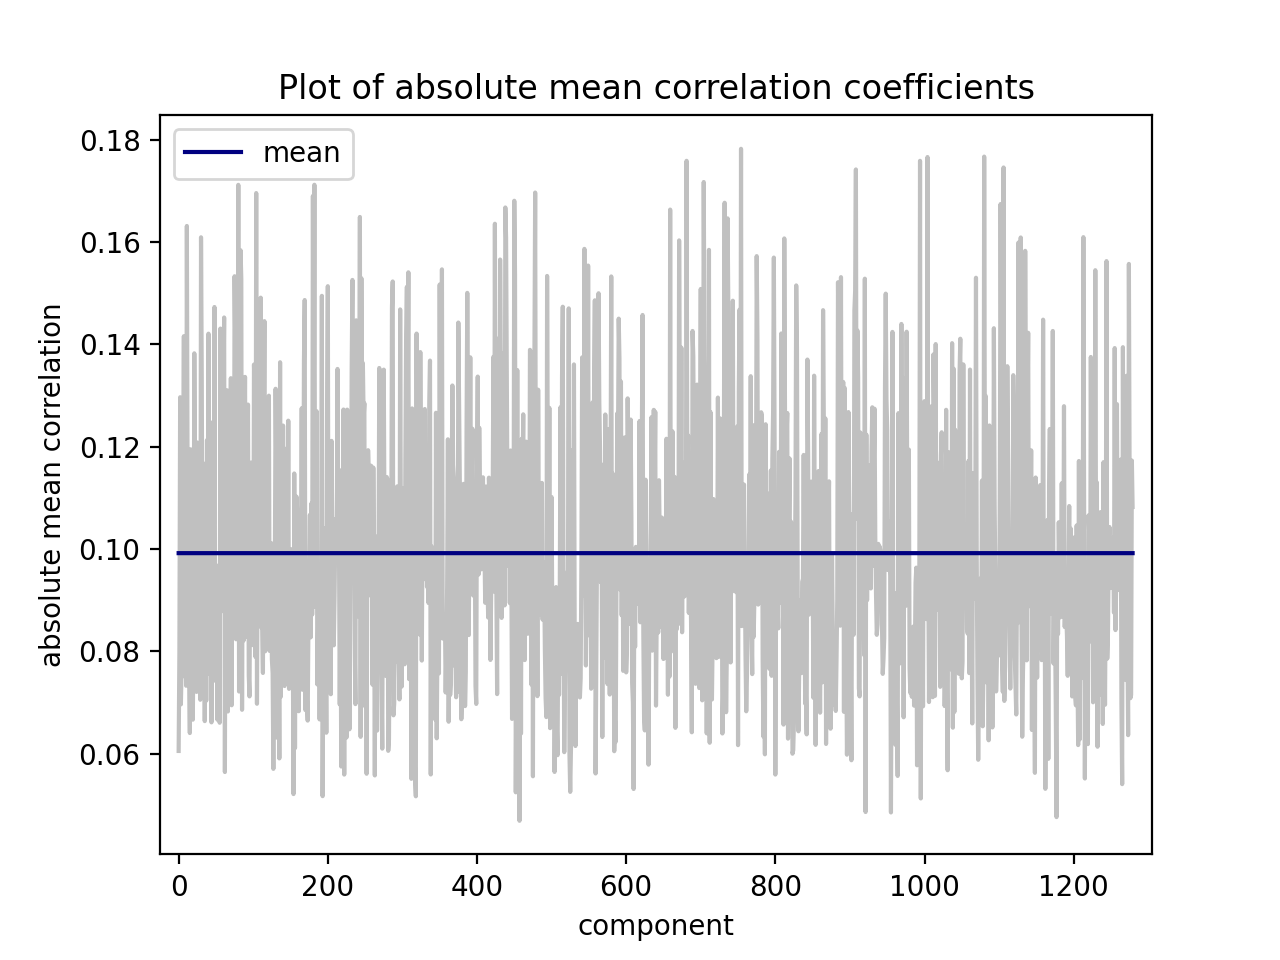 Plot of absolute mean correlation coefficients
mean
absolute mean correlation
0.18
0.16
0.14
0.12
0.10
0.08
0.06
0 200 400 600 800 1000 1200
component